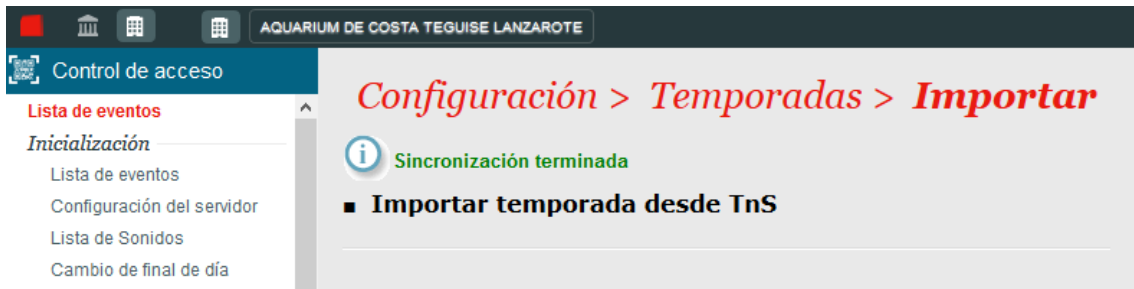 AQUARIUM DE COSTA TEGUISE LANZAROTE
Control de acceso
Lista de eventos
Inicialización
Lista de eventos
Configuración del servidor
Lista de Sonidos
Cambio de final de día
Configuración > Temporadas > Importar
i Sincronización terminada
▪ Importar temporada desde TnS